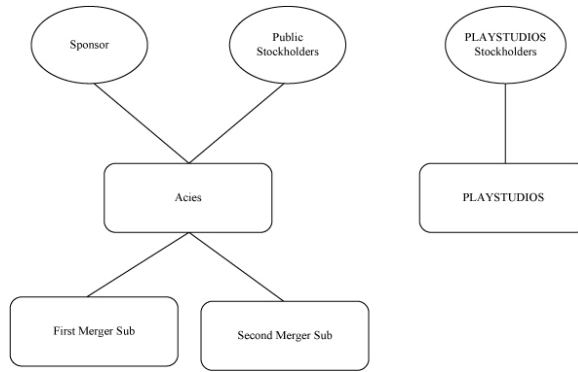 Sponsor
Public
Stockholders
PLAYSTUDIOS
Stockholders
Acies
PLAYSTUDIOS
First Merger Sub
Second Merger Sub